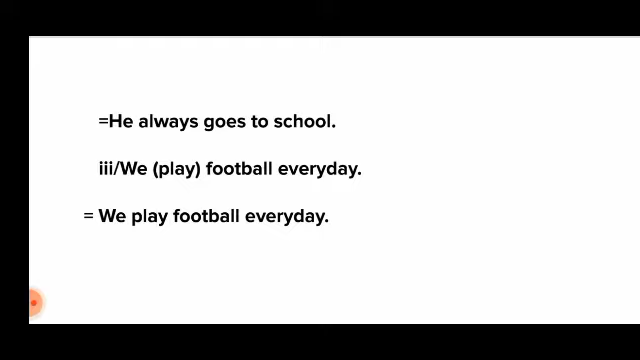 =He always goes to school.
iii/We (play) football everyday.
= We play football everyday.